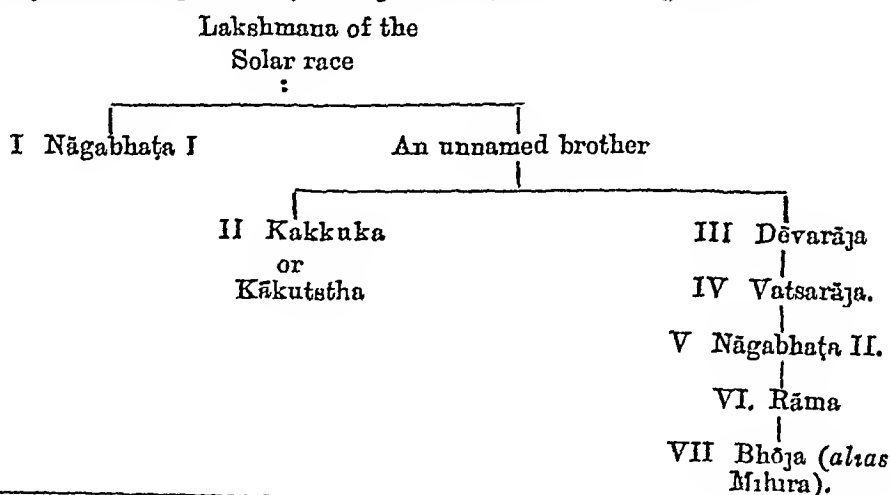 Lakshmana of the
Solar race
:
I Nāgabhaṭa I An unnamed brother
II Kakkuka III Dēvarāja
or
Kākutstha IV Vatsarāja.
V Nāgabhaṭa II.
VI. Rāma
VII Bhōja (alias
Mihira).